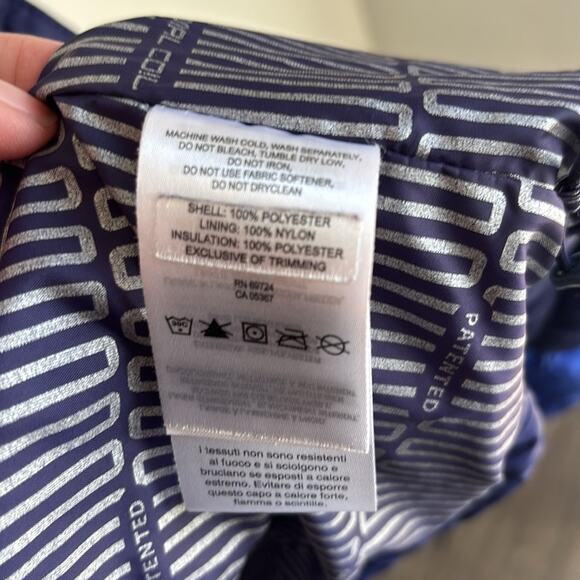 XPL COIL
MACHINE WASH COLD, WASH SEPARATELY,
DO NOT BLEACH, TUMBLE DRY LOW,
DO NOT IRON,
DO NOT USE FABRIC SOFTENER,
DO NOT DRYCLEAN
SHELL: 100% POLYESTER
LINING: 100% NYLON
INSULATION: 100% POLYESTER
EXCLUSIVE OF TRIMMING
RN 69724
CA 05367
I tessuti non sono resistenti
al fuoco e si sciolgono e
bruciano se esposti a calore
estremo. Evitare di esporre
questo capo a calore forte,
fiamma o scintille.
PATENTED
PATENTED